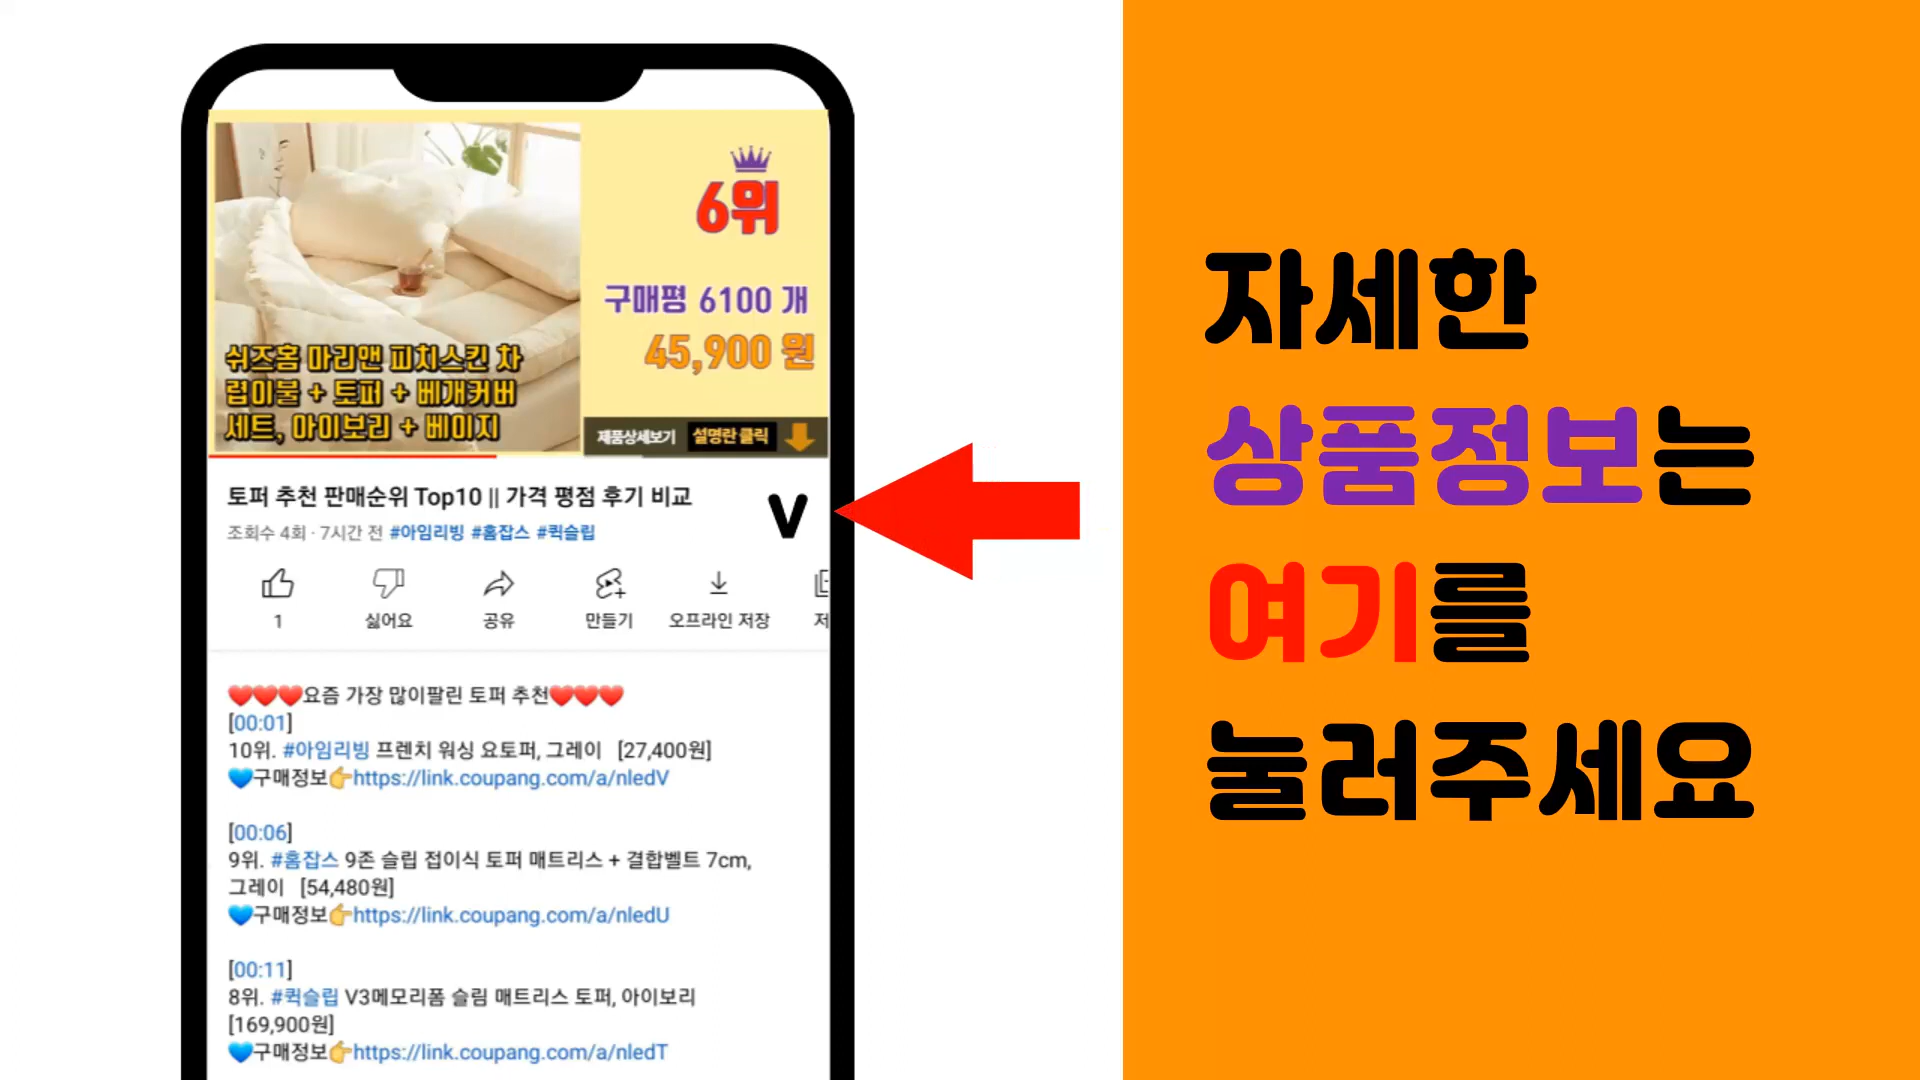 6위
구매평 6100 개
45,900 원
쉬즈홈 마리앤 피치스킨 차
렵이불 + 토퍼 + 베개커버
세트, 아이보리 + 베이지
제품상세보기 설명란 클릭
토퍼 추천 판매순위 Top10 || 가격 평점 후기 비교
V
조회수 4회 · 7시간 전 #아임리빙 #홈잡스 #퀵슬립
1 싫어요 공유 만들기 오프라인 저장 저
❤️❤️❤️요즘 가장 많이팔린 토퍼 추천❤️❤️❤️
[00:01]
10위. #아임리빙 프렌치 워싱 요토퍼, 그레이 [27,400원]
💙구매정보👉https://link.coupang.com/a/nledV
[00:06]
9위. #홈잡스 9존 슬립 접이식 토퍼 매트리스 + 결합벨트 7cm,
그레이 [54,480원]
💙구매정보👉https://link.coupang.com/a/nledU
[00:11]
8위. #퀵슬립 V3메모리폼 슬림 매트리스 토퍼, 아이보리
[169,900원]
💙구매정보👉https://link.coupang.com/a/nledT
자세한
상품정보는
여기를
눌러주세요